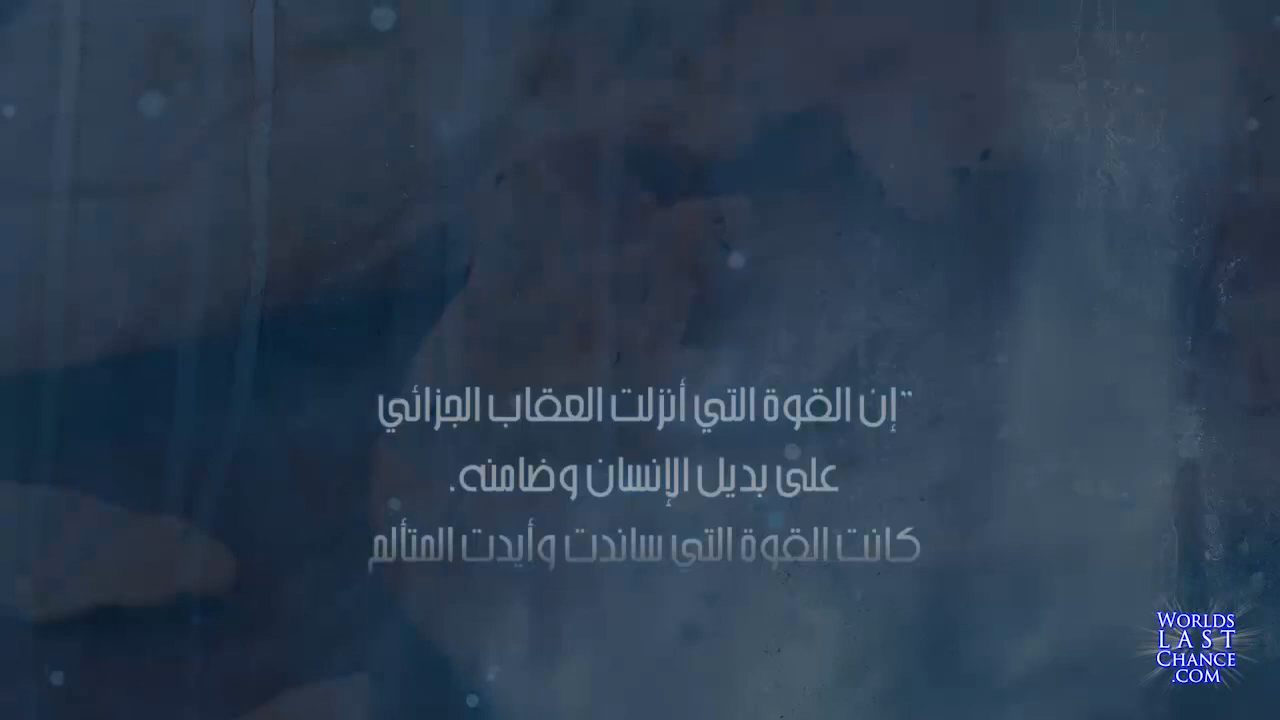 "إن القوة التي أنزلت العقاب الجزائي
على بديل الإنسان وضامنه.
كانت القوة التي ساندت وأيدت المتألم
WORLDS
LAST
CHANCE
.COM